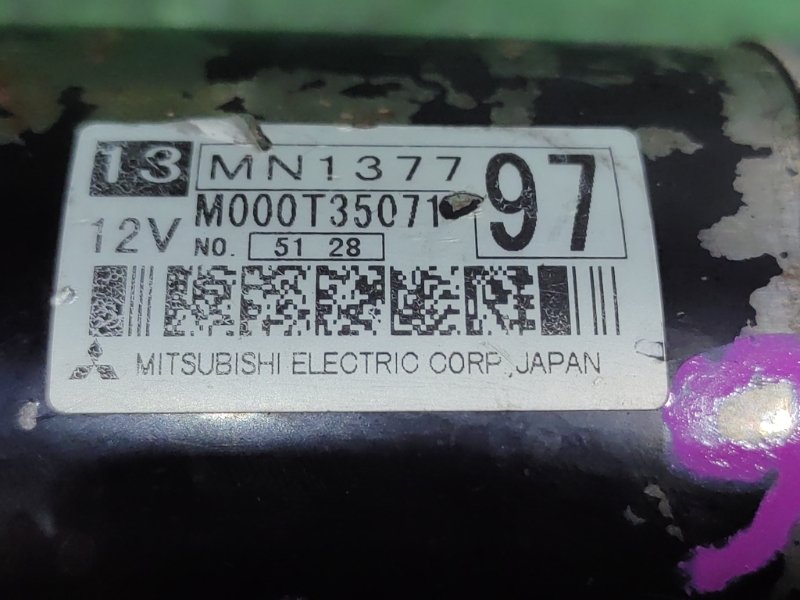 13 MN1377 97
M000T35071
12V
NO. 51 28
MITSUBISHI ELECTRIC CORP. JAPAN